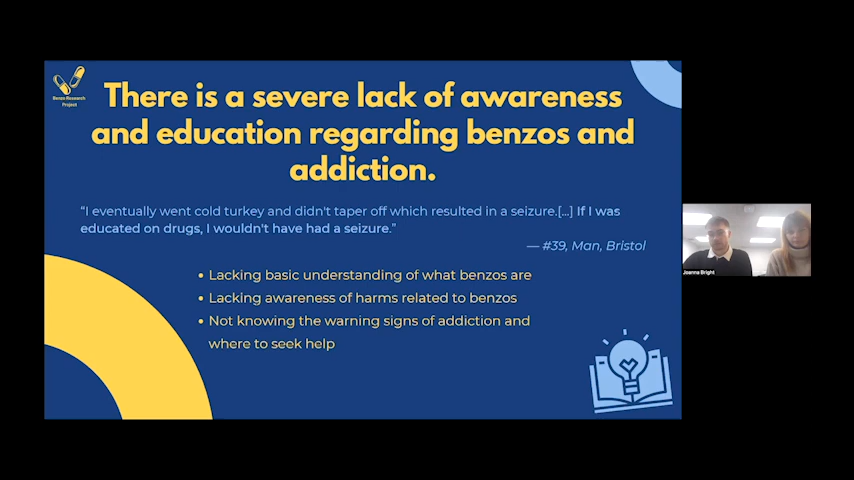 Benzo Research
Project
There is a severe lack of awareness
and education regarding benzos and
addiction.
“I eventually went cold turkey and didn't taper off which resulted in a seizure.[...] If I was
educated on drugs, I wouldn't have had a seizure.”
— #39, Man, Bristol
• Lacking basic understanding of what benzos are
• Lacking awareness of harms related to benzos
• Not knowing the warning signs of addiction and
where to seek help
Joanna Bright